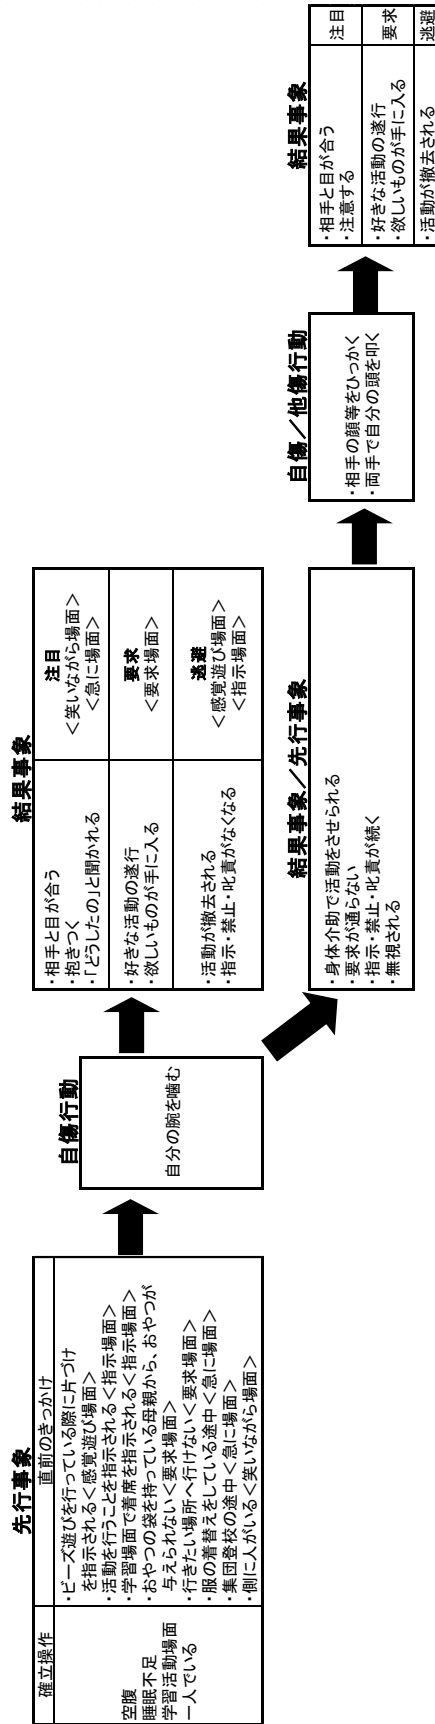 先行事象
確立操作
直前のきっかけ
空腹
睡眠不足
学習活動場面
一人でいる
・ビーズ遊びを行っている際に片づけ
を指示される＜感覚遊び場面＞
・活動を行うことを指示される＜指示場面＞
・学習場面で着席を指示される＜指示場面＞
・おやつの袋を持っている母親から、おやつが
与えられない＜要求場面＞
・行きたい場所へ行けない＜要求場面＞
・服の着替えをしている途中＜急に場面＞
・集団登校の途中＜急に場面＞
・側に人がいる＜笑いながら場面＞
自傷行動
自分の腕を噛む
結果事象
・相手と目が合う
・抱きつく
・「どうしたの」と聞かれる
注目
＜笑いながら場面＞
＜急に場面＞
・好きな活動の遂行
・欲しいものが手に入る
要求
＜要求場面＞
・活動が撤去される
・指示・禁止・叱責がなくなる
逃避
＜感覚遊び場面＞
＜指示場面＞
結果事象／先行事象
・身体介助で活動をさせられる
・要求が通らない
・指示・禁止・叱責が続く
・無視される
自傷／他傷行動
・相手の顔等をひっかく
・両手で自分の頭を叩く
結果事象
・相手と目が合う
・注意する
注目
・好きな活動の遂行
・欲しいものが手に入る
要求
・活動が撤去される
逃避